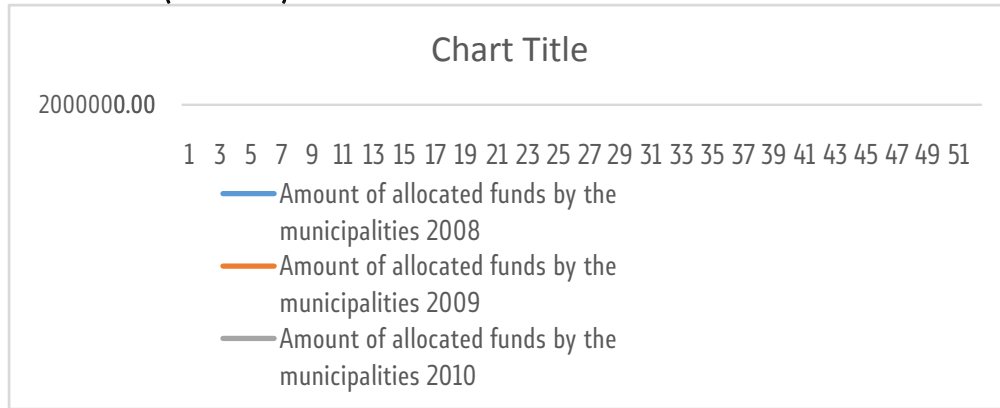 Chart Title
2000000.00
1 3 5 7 9 11 13 15 17 19 21 23 25 27 29 31 33 35 37 39 41 43 45 47 49 51
Amount of allocated funds by the
municipalities 2008
Amount of allocated funds by the
municipalities 2009
Amount of allocated funds by the
municipalities 2010